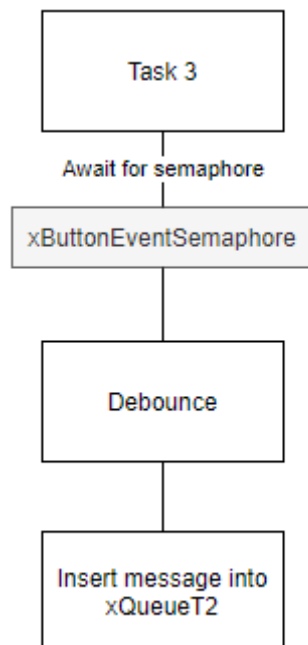 Task 3
Await for semaphore
xButtonEventSemaphore
Debounce
Insert message into
xQueueT2